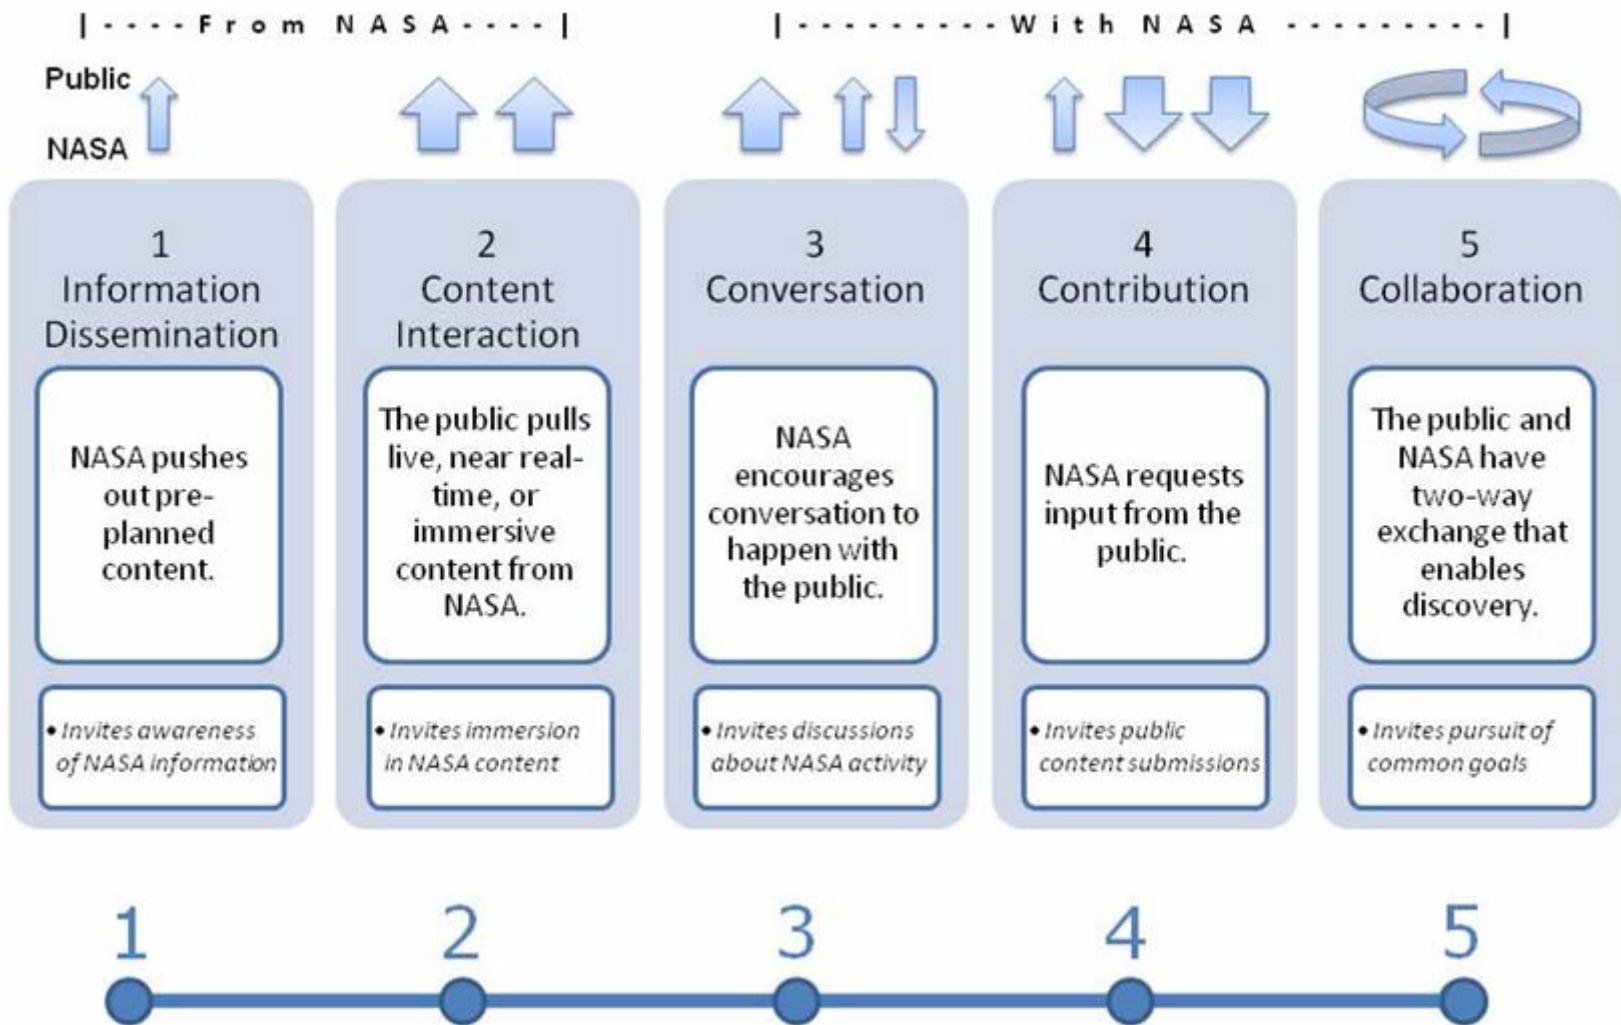 |----From NASA----|
|---------With NASA ---------|
Public
NASA
1
Information
Dissemination
NASA pushes
out pre-
planned
content.
• Invites awareness
of NASA information
2
Content
Interaction
The public pulls
live, near real-
time, or
immersive
content from
NASA.
• Invites immersion
in NASA content
3
Conversation
NASA
encourages
conversation to
happen with
the public.
• Invites discussions
about NASA activity
4
Contribution
NASA requests
input from the
public.
• Invites public
content submissions
5
Collaboration
The public and
NASA have
two-way
exchange that
enables
discovery.
• Invites pursuit of
common goals
1 2 3 4 5